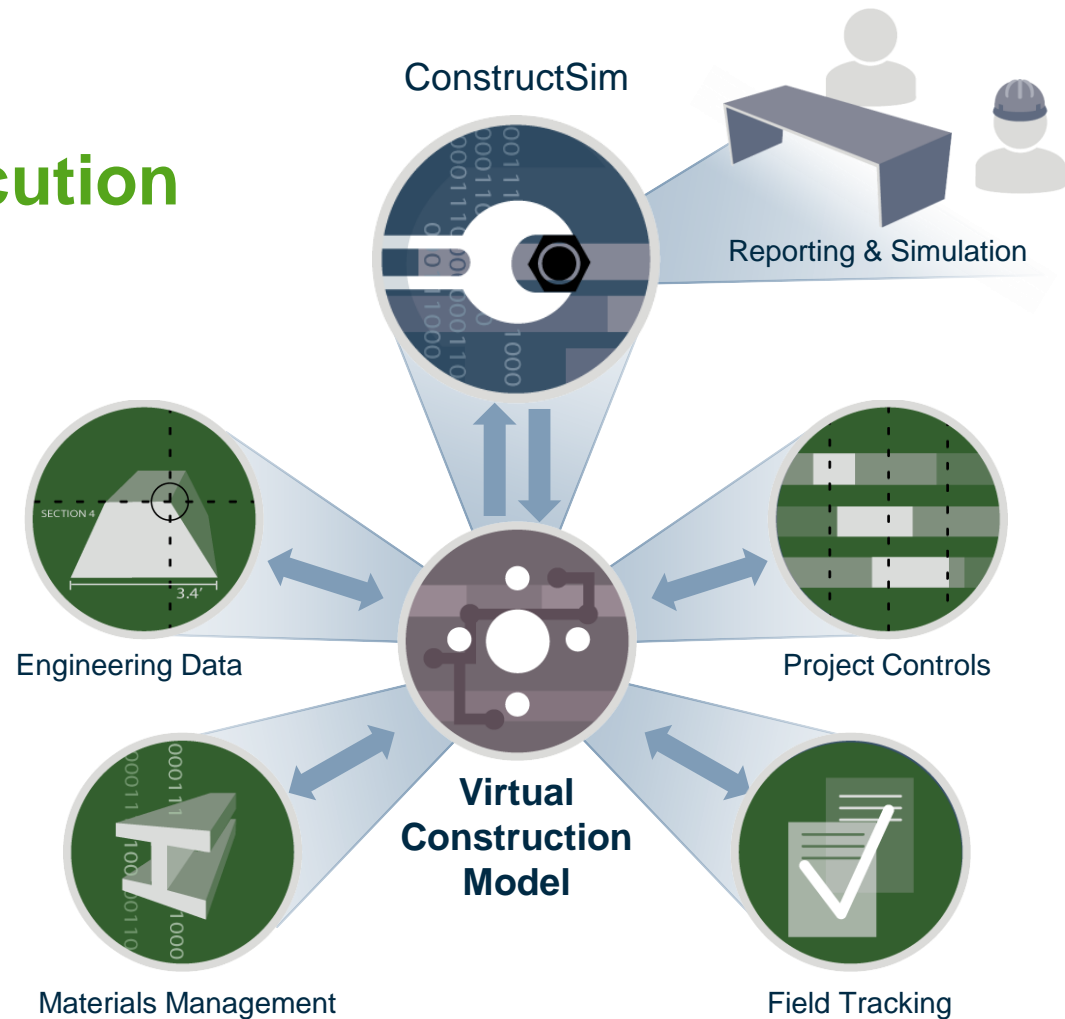 ConstructSim
cution
Reporting & Simulation
SECTION 4
3.4'
Engineering Data
Project Controls
Virtual
Construction
Model
Materials Management
Field Tracking